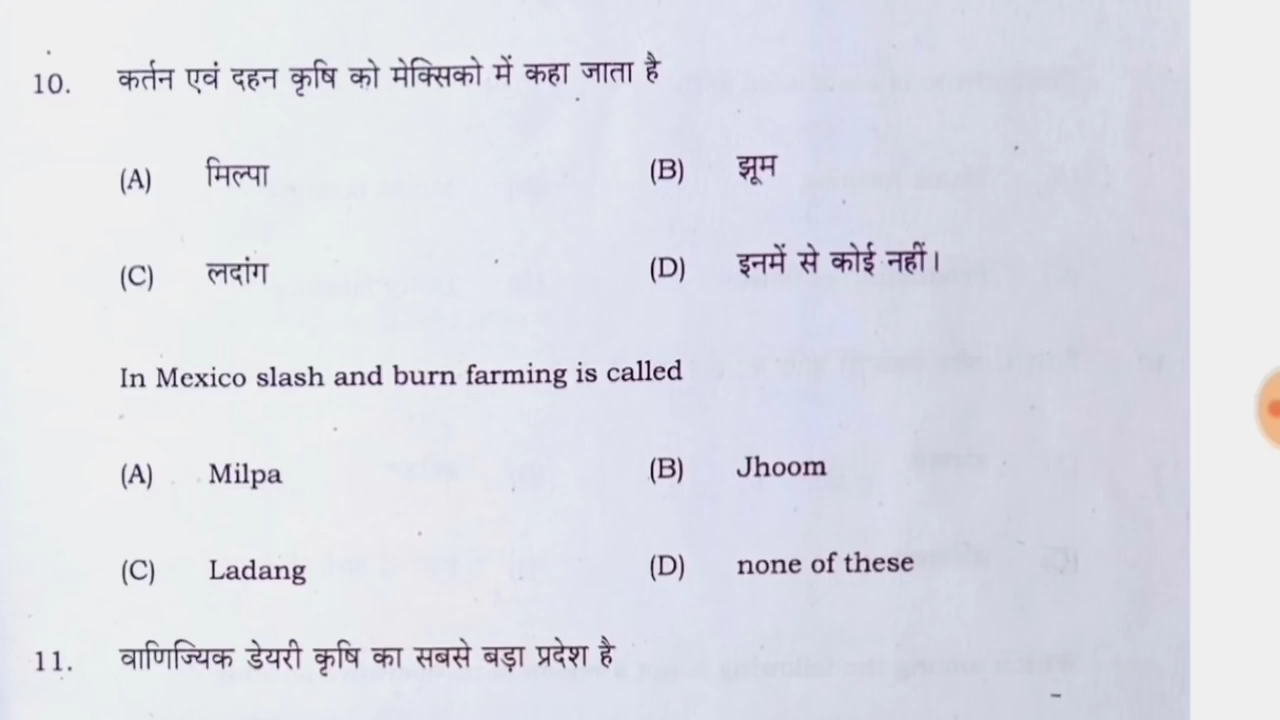 10. कर्तन एवं दहन कृषि को मेक्सिको में कहा जाता है
(A) मिल्पा (B) झूम
(C) लदांग (D) इनमें से कोई नहीं।
In Mexico slash and burn farming is called
(A) Milpa (B) Jhoom
(C) Ladang (D) none of these
11. वाणिज्यिक डेयरी कृषि का सबसे बड़ा प्रदेश है